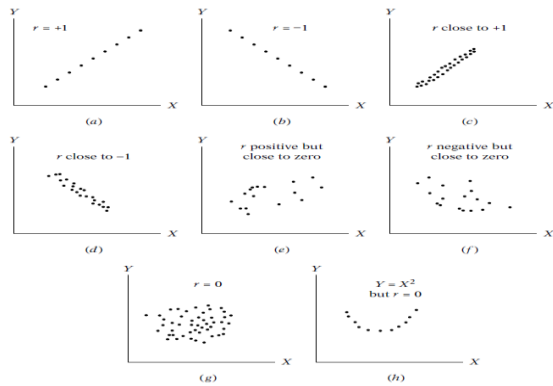 Y
r = +1
X
(a)
Y
r = −1
X
(b)
Y
r close to +1
X
(c)
Y
r close to −1
X
(d)
Y
r positive but
close to zero
X
(e)
Y
r negative but
close to zero
X
(f)
Y
r = 0
X
(g)
Y
Y = X²
but r = 0
X
(h)